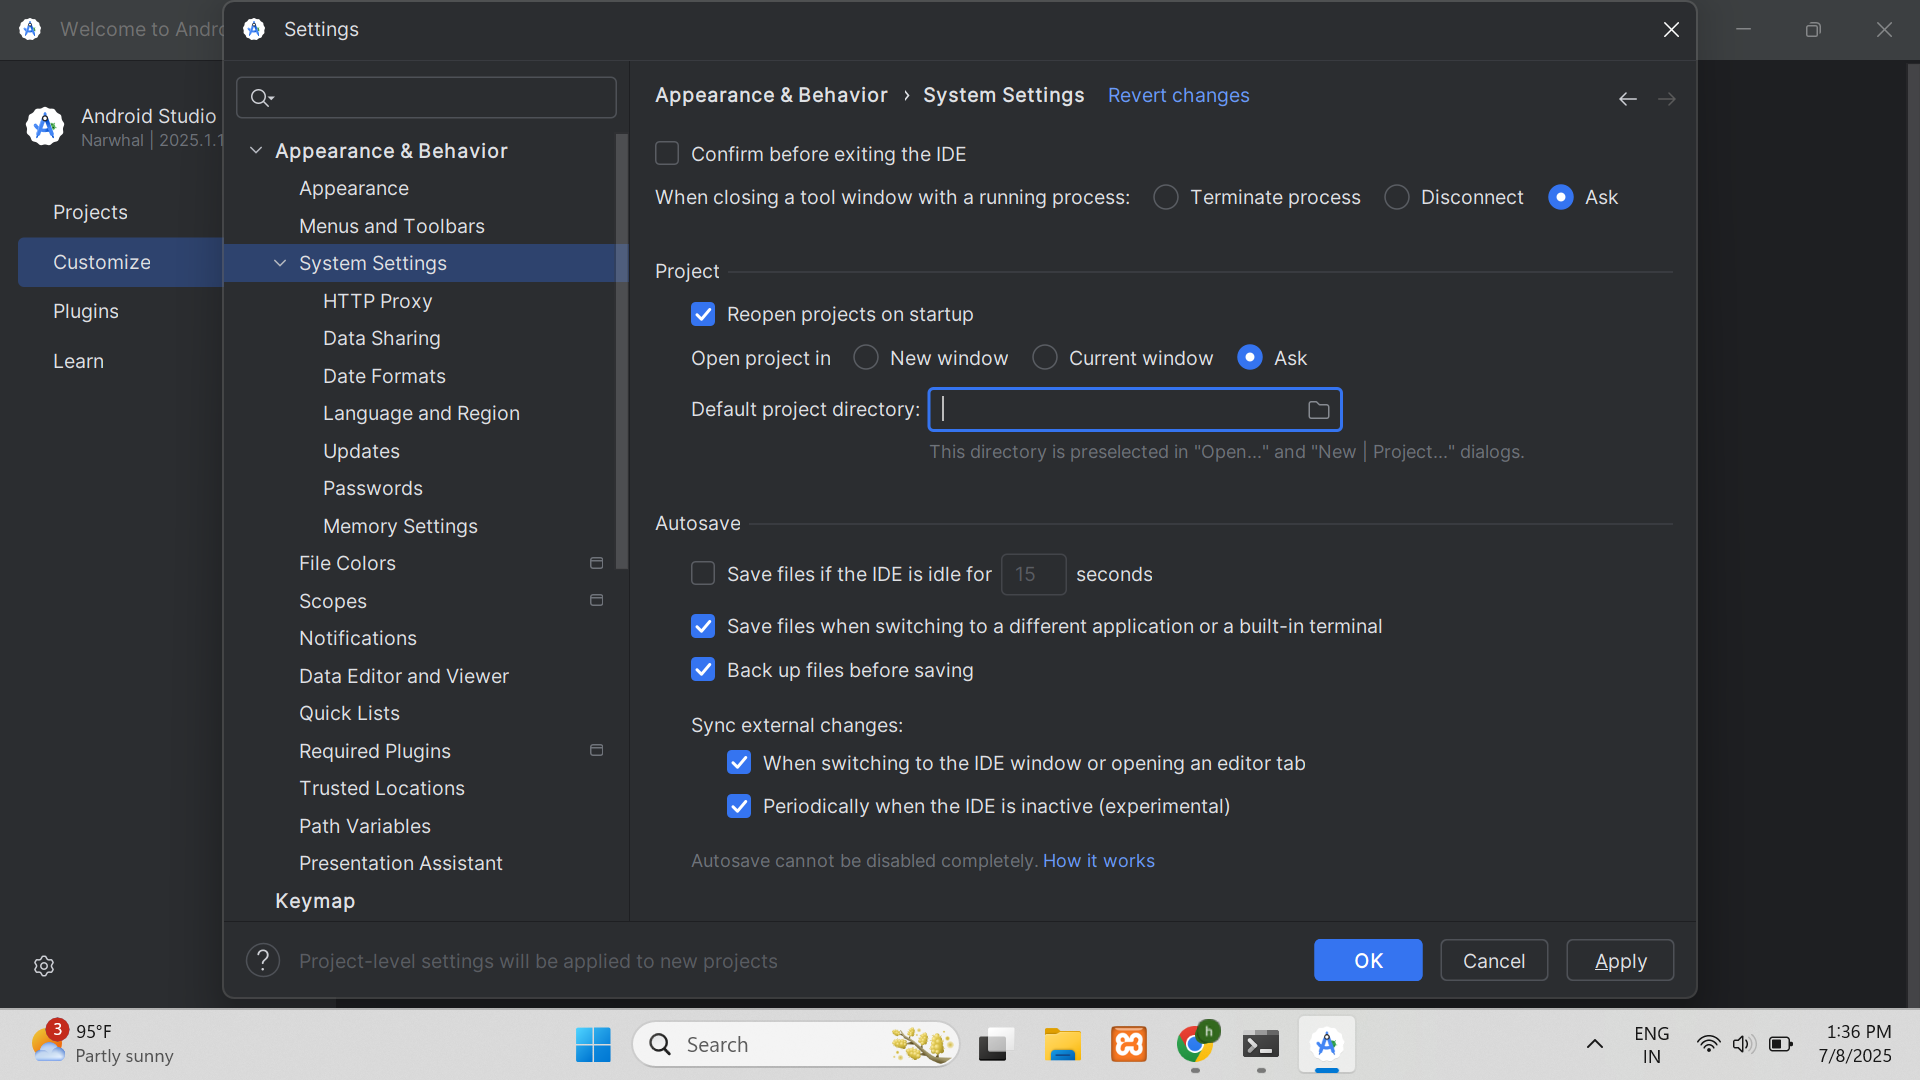 Welcome to Andro
Settings
Android Studio
Narwhal | 2025.1.1
Projects
Customize
Plugins
Learn
Appearance & Behavior
Appearance
Menus and Toolbars
System Settings
HTTP Proxy
Data Sharing
Date Formats
Language and Region
Updates
Passwords
Memory Settings
File Colors
Scopes
Notifications
Data Editor and Viewer
Quick Lists
Required Plugins
Trusted Locations
Path Variables
Presentation Assistant
Keymap
Appearance & Behavior › System Settings Revert changes
Confirm before exiting the IDE
When closing a tool window with a running process: Terminate process Disconnect Ask
Project
Reopen projects on startup
Open project in New window Current window Ask
Default project directory:
This directory is preselected in "Open..." and "New | Project..." dialogs.
Autosave
Save files if the IDE is idle for 15 seconds
Save files when switching to a different application or a built-in terminal
Back up files before saving
Sync external changes:
When switching to the IDE window or opening an editor tab
Periodically when the IDE is inactive (experimental)
Autosave cannot be disabled completely. How it works
? Project-level settings will be applied to new projects
OK Cancel Apply
3 95°F
Partly sunny
Search
h
ENG
IN
1:36 PM
7/8/2025